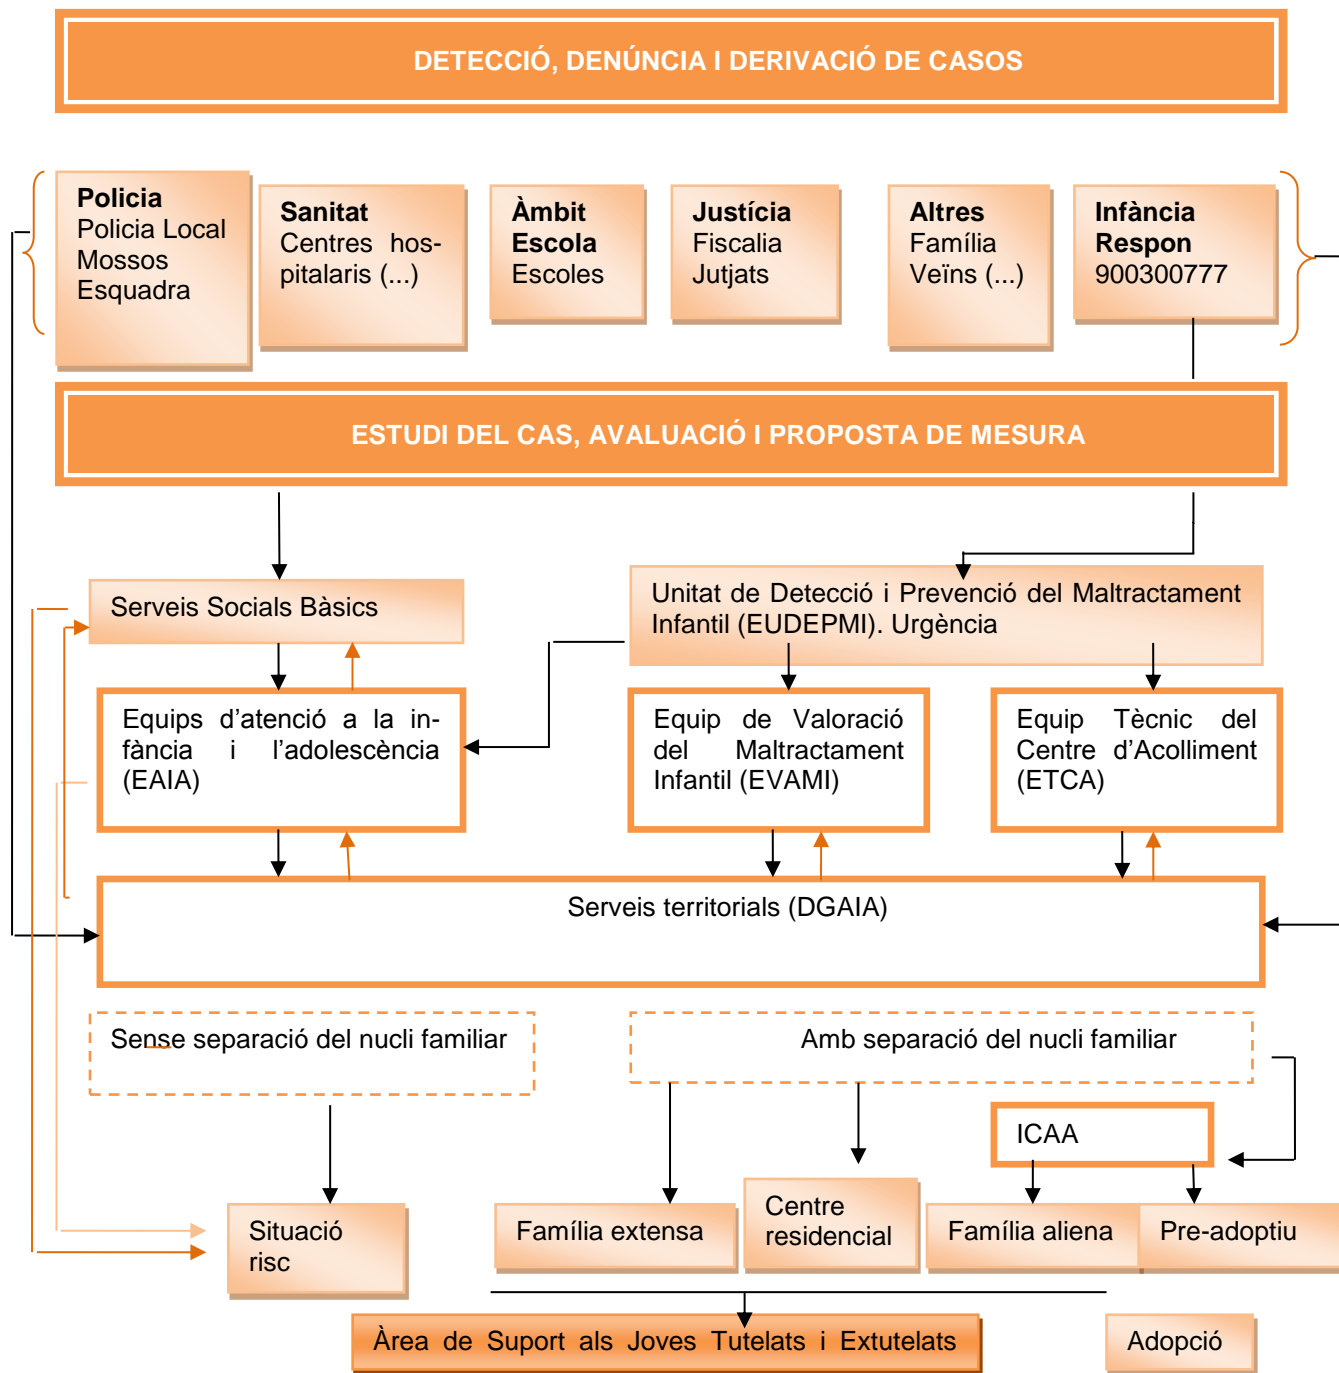 DETECCIÓ, DENÚNCIA I DERIVACIÓ DE CASOS
Policia
Policia Local
Mossos
Esquadra
Sanitat
Centres hos-
pitalaris (...)
Àmbit
Escola
Escoles
Justícia
Fiscalia
Jutjats
Altres
Família
Veïns (...)
Infància
Respon
900300777
ESTUDI DEL CAS, AVALUACIÓ I PROPOSTA DE MESURA
Serveis Socials Bàsics
Unitat de Detecció i Prevenció del Maltractament
Infantil (EUDEPMI). Urgència
Equips d’atenció a la in-
fància i l’adolescència
(EAIA)
Equip de Valoració
del Maltractament
Infantil (EVAMI)
Equip Tècnic del
Centre d’Acolliment
(ETCA)
Serveis territorials (DGAIA)
Sense separació del nucli familiar
Amb separació del nucli familiar
ICAA
Situació
risc
Família extensa
Centre
residencial
Família aliena
Pre-adoptiu
Àrea de Suport als Joves Tutelats i Extutelats
Adopció